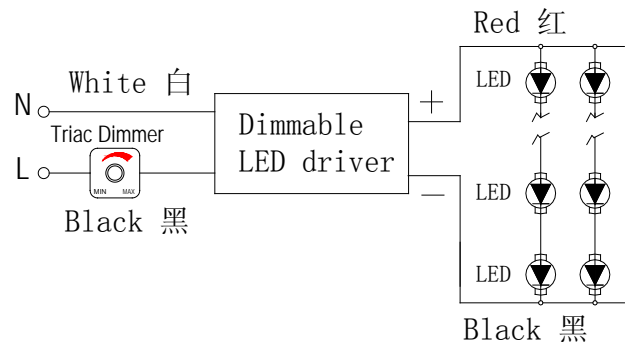 Red 红
White 白
LED
N
+
Triac Dimmer
Dimmable
LED driver
L
MIN MAX
−
LED
Black 黑
LED
Black 黑